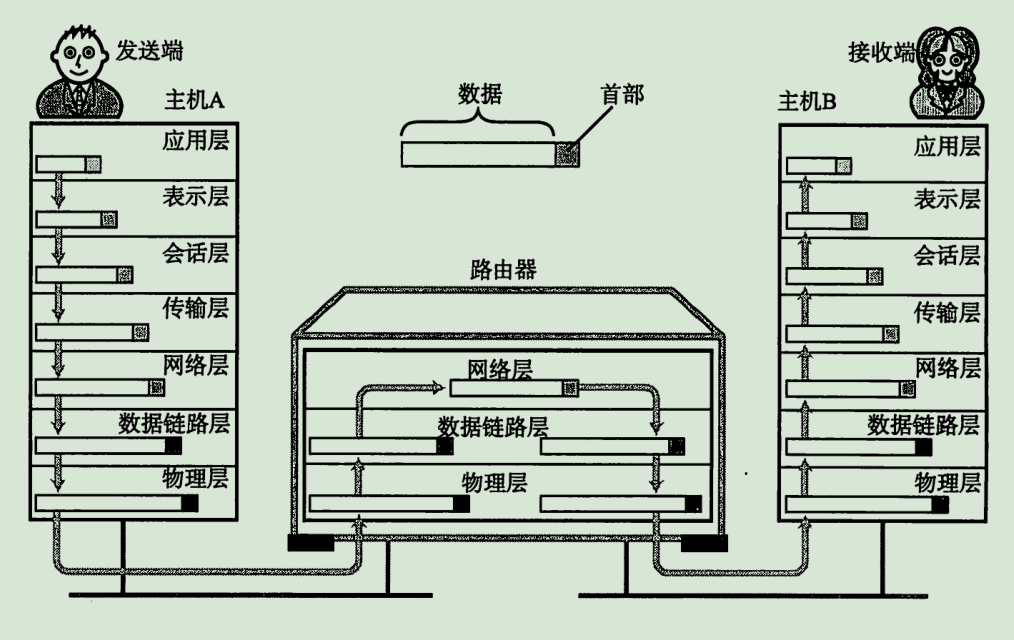 发送端
接收端
主机A
数据
首部
主机B
应用层
表示层
会话层
传输层
网络层
数据链路层
物理层
路由器
网络层
数据链路层
物理层
应用层
表示层
会话层
传输层
网络层
数据链路层
物理层